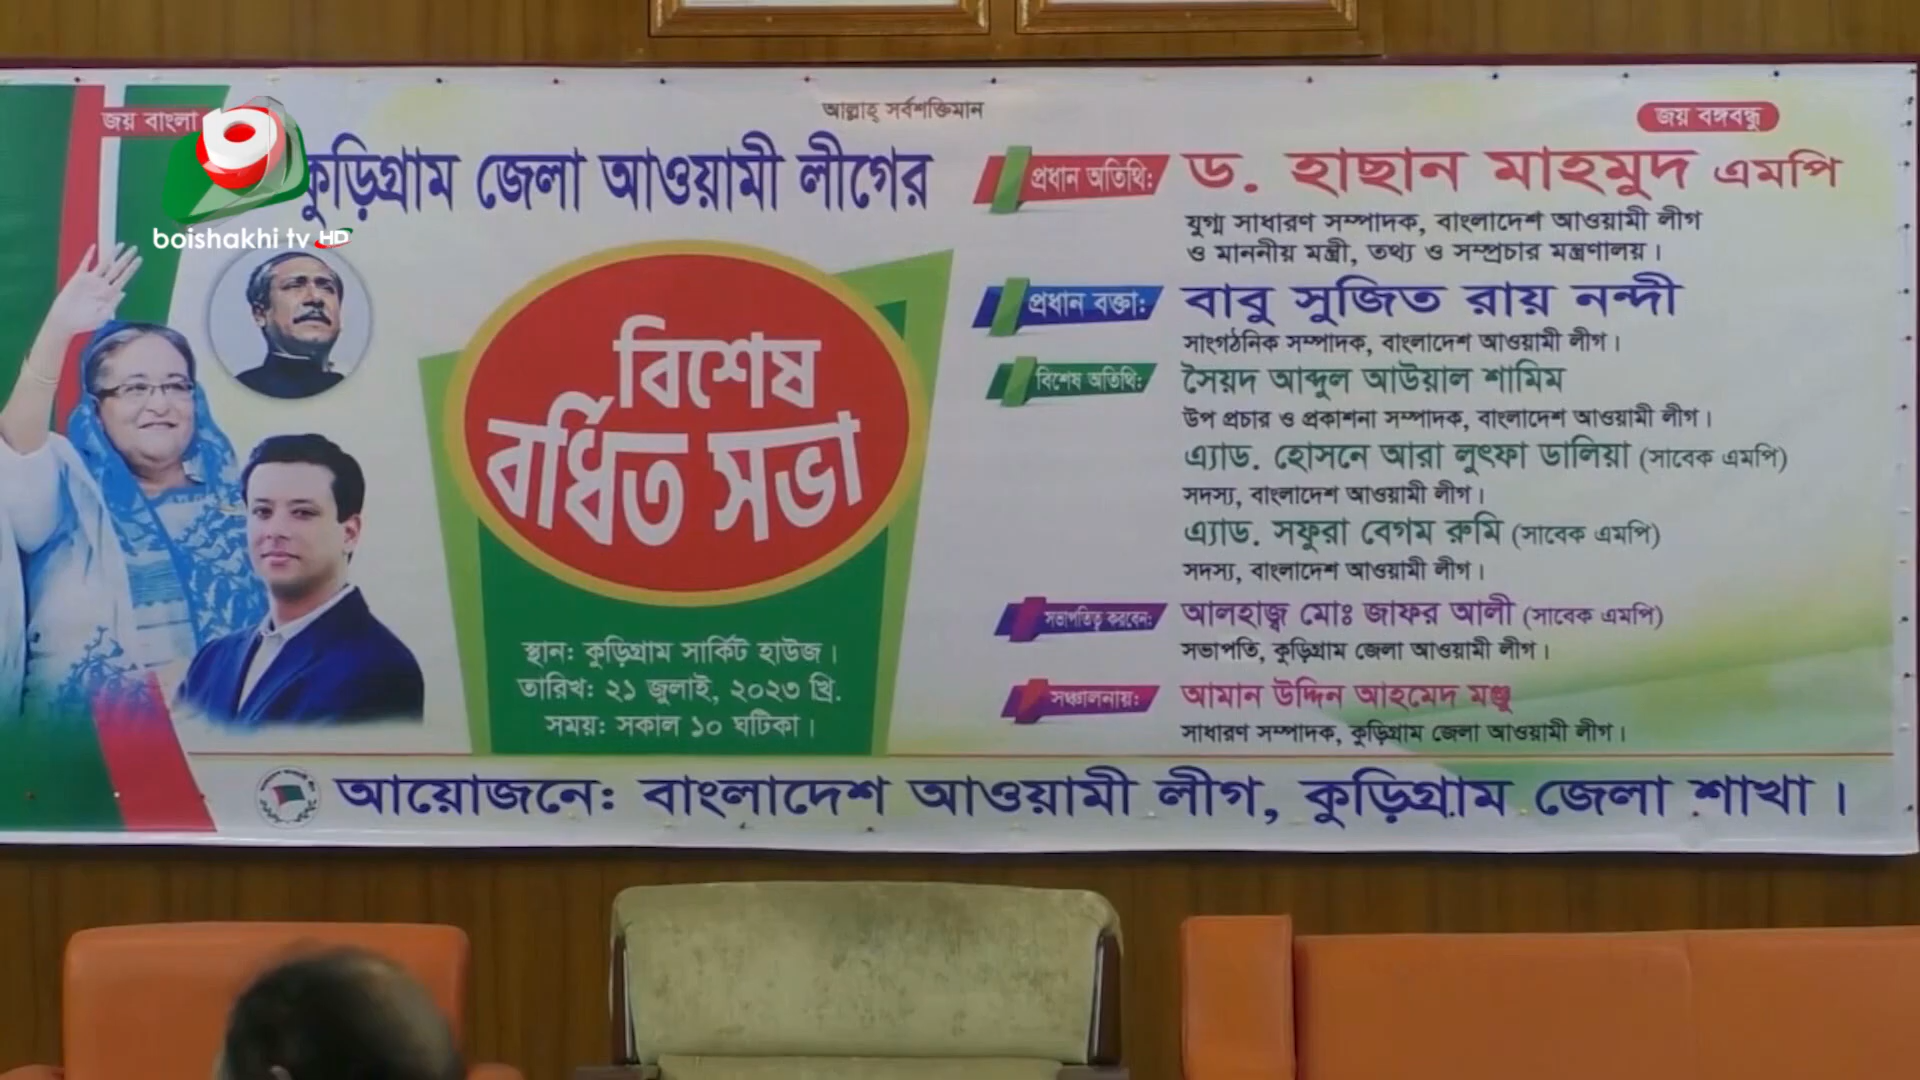 আল্লাহ্ সর্বশক্তিমান
জয় বাংলা
জয় বঙ্গবন্ধু
boishakhi tv HD
কুড়িগ্রাম জেলা আওয়ামী লীগের
বিশেষ
বর্ধিত সভা
স্থান: কুড়িগ্রাম সার্কিট হাউজ।
তারিখ: ২১ জুলাই, ২০২৩ খ্রি.
সময়: সকাল ১০ ঘটিকা।
প্রধান অতিথি: ড. হাছান মাহমুদ এমপি
যুগ্ম সাধারণ সম্পাদক, বাংলাদেশ আওয়ামী লীগ
ও মাননীয় মন্ত্রী, তথ্য ও সম্প্রচার মন্ত্রণালয়।
প্রধান বক্তা: বাবু সুজিত রায় নন্দী
সাংগঠনিক সম্পাদক, বাংলাদেশ আওয়ামী লীগ।
বিশেষ অতিথি: সৈয়দ আব্দুল আউয়াল শামিম
উপ প্রচার ও প্রকাশনা সম্পাদক, বাংলাদেশ আওয়ামী লীগ।
এ্যাড. হোসনে আরা লুৎফা ডালিয়া (সাবেক এমপি)
সদস্য, বাংলাদেশ আওয়ামী লীগ।
এ্যাড. সফুরা বেগম রুমি (সাবেক এমপি)
সদস্য, বাংলাদেশ আওয়ামী লীগ।
সভাপতিত্ব করবেন: আলহাজ্ব মোঃ জাফর আলী (সাবেক এমপি)
সভাপতি, কুড়িগ্রাম জেলা আওয়ামী লীগ।
সঞ্চালনায়: আমান উদ্দিন আহমেদ মঞ্জু
সাধারণ সম্পাদক, কুড়িগ্রাম জেলা আওয়ামী লীগ।
আয়োজনে: বাংলাদেশ আওয়ামী লীগ, কুড়িগ্রাম জেলা শাখা।